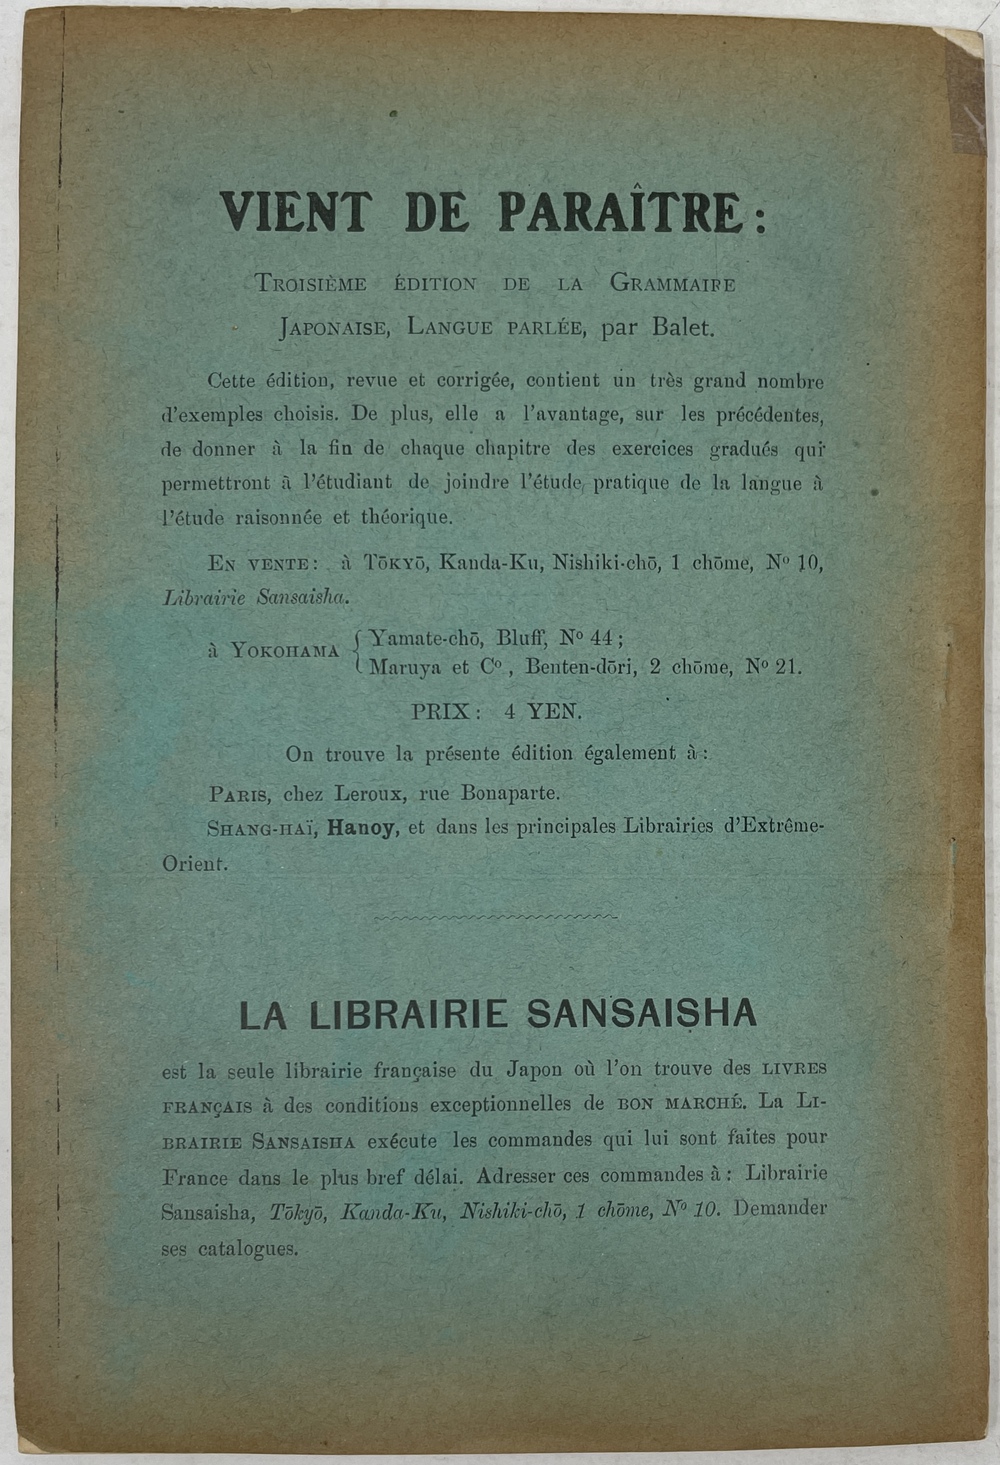 VIENT DE PARAÎTRE :
TROISIÈME ÉDITION DE LA GRAMMAIRE
JAPONAISE, LANGUE PARLÉE, par Balet.
Cette édition, revue et corrigée, contient un très grand nombre
d'exemples choisis. De plus, elle a l'avantage, sur les précédentes,
de donner à la fin de chaque chapitre des exercices gradués qui
permettront à l'étudiant de joindre l'étude pratique de la langue à
l'étude raisonnée et théorique.
EN VENTE : à TŌKYŌ, Kanda-Ku, Nishiki-chō, 1 chōme, Nº 10,
Librairie Sansaisha.
à YOKOHAMA { Yamate-chō, Bluff, Nº 44 ;
Maruya et Cº, Benten-dōri, 2 chōme, Nº 21.
PRIX : 4 YEN.
On trouve la présente édition également à :
PARIS, chez Leroux, rue Bonaparte.
SHANG-HAÏ, Hanoy, et dans les principales Librairies d'Extrême-
Orient.
LA LIBRAIRIE SANSAISHA
est la seule librairie française du Japon où l'on trouve des LIVRES
FRANÇAIS à des conditions exceptionnelles de BON MARCHÉ. La LI-
BRAIRIE SANSAISHA exécute les commandes qui lui sont faites pour
France dans le plus bref délai. Adresser ces commandes à : Librairie
Sansaisha, Tōkyō, Kanda-Ku, Nishiki-chō, 1 chōme, Nº 10. Demander
ses catalogues.